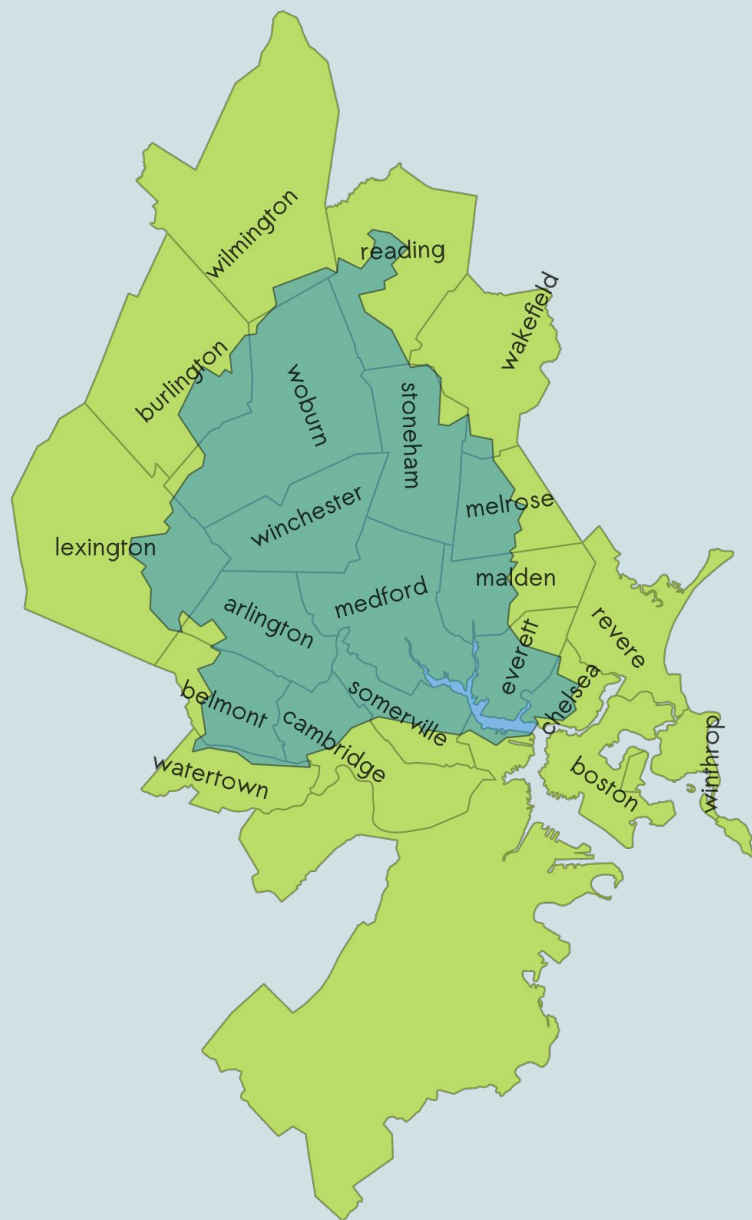 wilmington
reading
wakefield
burlington
woburn
stoneham
winchester
melrose
lexington
malden
medford
arlington
revere
everett
chelsea
belmont
somerville
cambridge
winthrop
watertown
boston